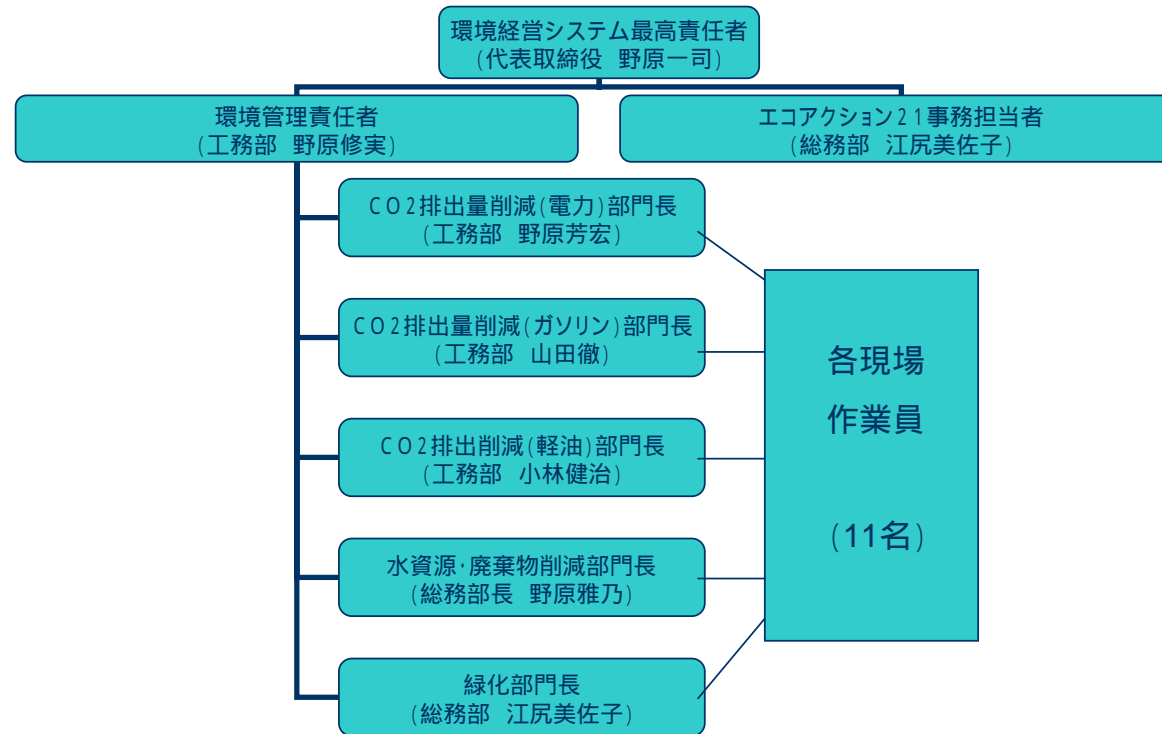 環境経営システム最高責任者
(代表取締役 野原一司)
環境管理責任者
(工務部 野原修実)
エコアクション21事務担当者
(総務部 江尻美佐子)
CO2排出量削減(電力)部門長
(工務部 野原芳宏)
CO2排出量削減(ガソリン)部門長
(工務部 山田徹)
CO2排出削減(軽油)部門長
(工務部 小林健治)
水資源・廃棄物削減部門長
(総務部長 野原雅乃)
緑化部門長
(総務部 江尻美佐子)
各現場
作業員
(11名)